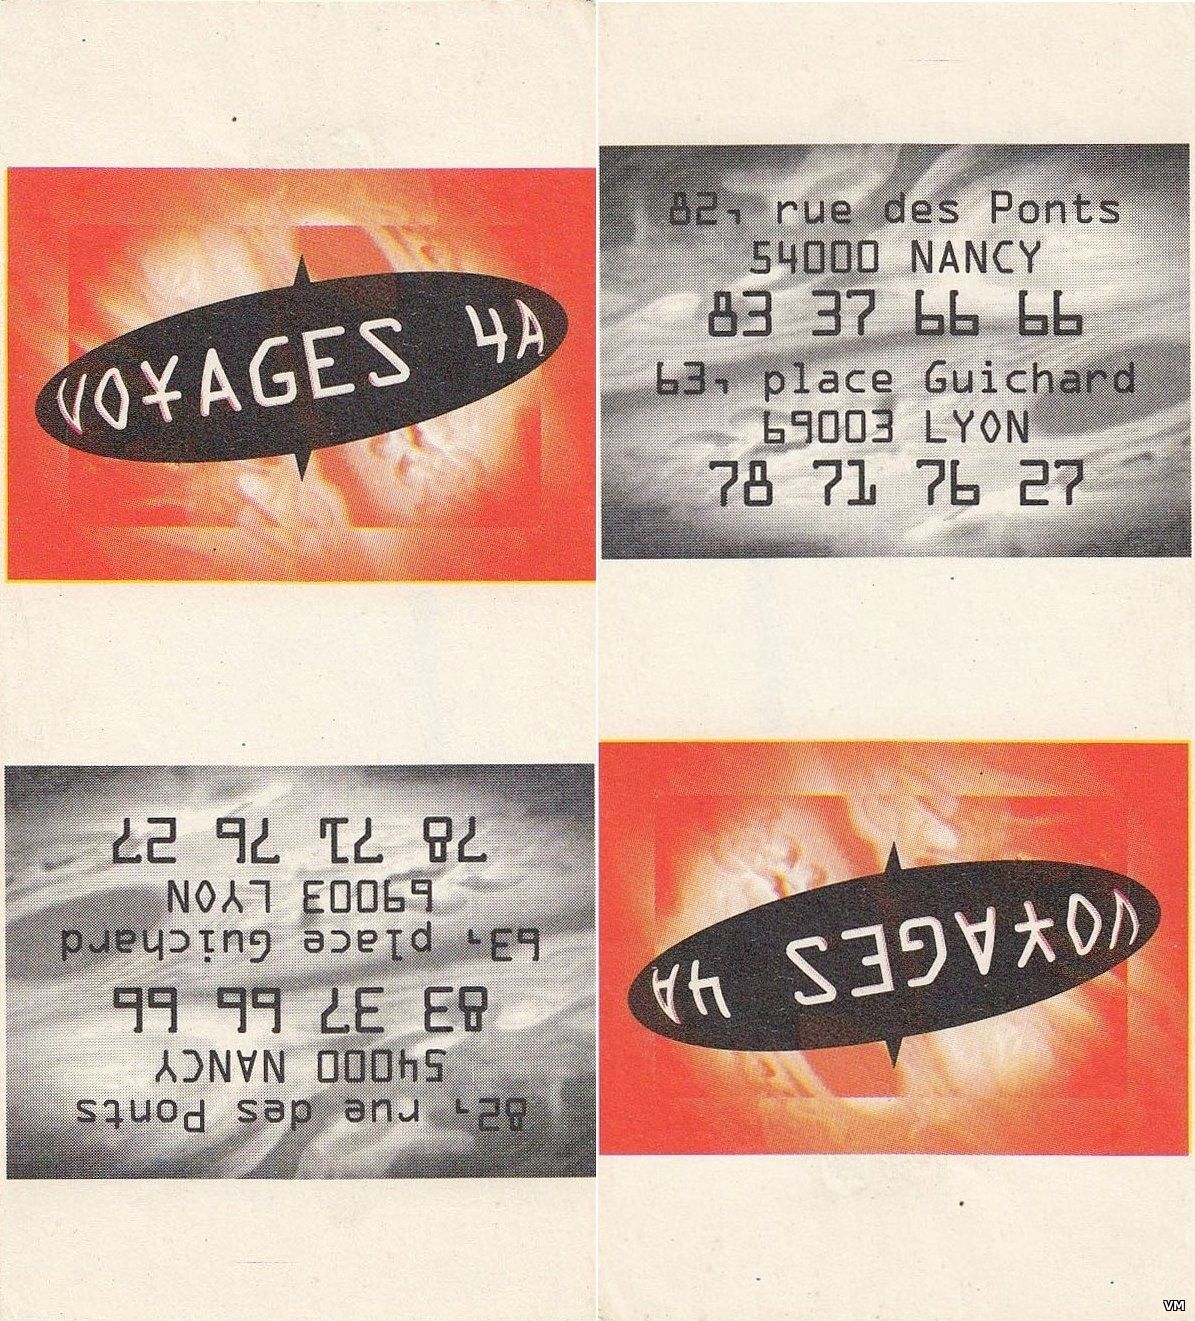 VOYAGES 4A
82, rue des Ponts
54000 NANCY
83 37 66 66
63, place Guichard
69003 LYON
78 71 76 27
82, rue des Ponts
54000 NANCY
83 37 66 66
63, place Guichard
69003 LYON
78 71 76 27
VOYAGES 4A
VM